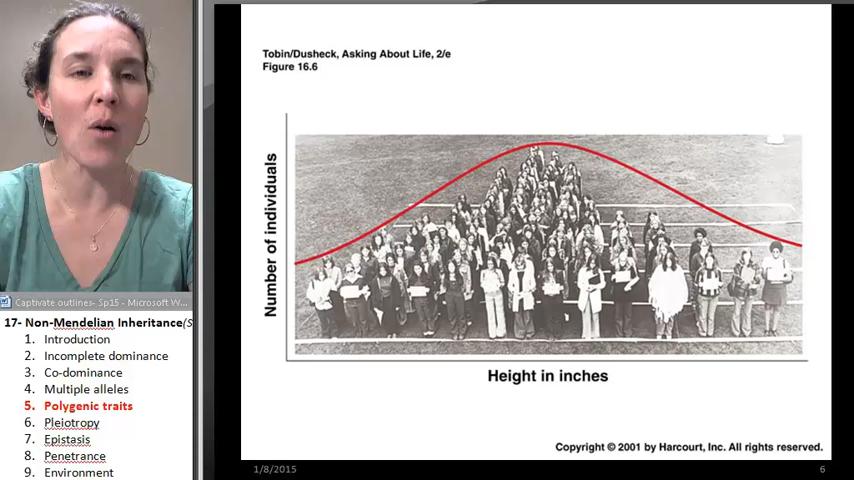 Tobin/Dusheck, Asking About Life, 2/e
Figure 16.6
Number of individuals
Height in inches
Copyright © 2001 by Harcourt, Inc. All rights reserved.
1/8/2015
6
Captivate outlines- Sp15 - Microsoft W...
17- Non-Mendelian Inheritance(S
1. Introduction
2. Incomplete dominance
3. Co-dominance
4. Multiple alleles
5. Polygenic traits
6. Pleiotropy
7. Epistasis
8. Penetrance
9. Environment